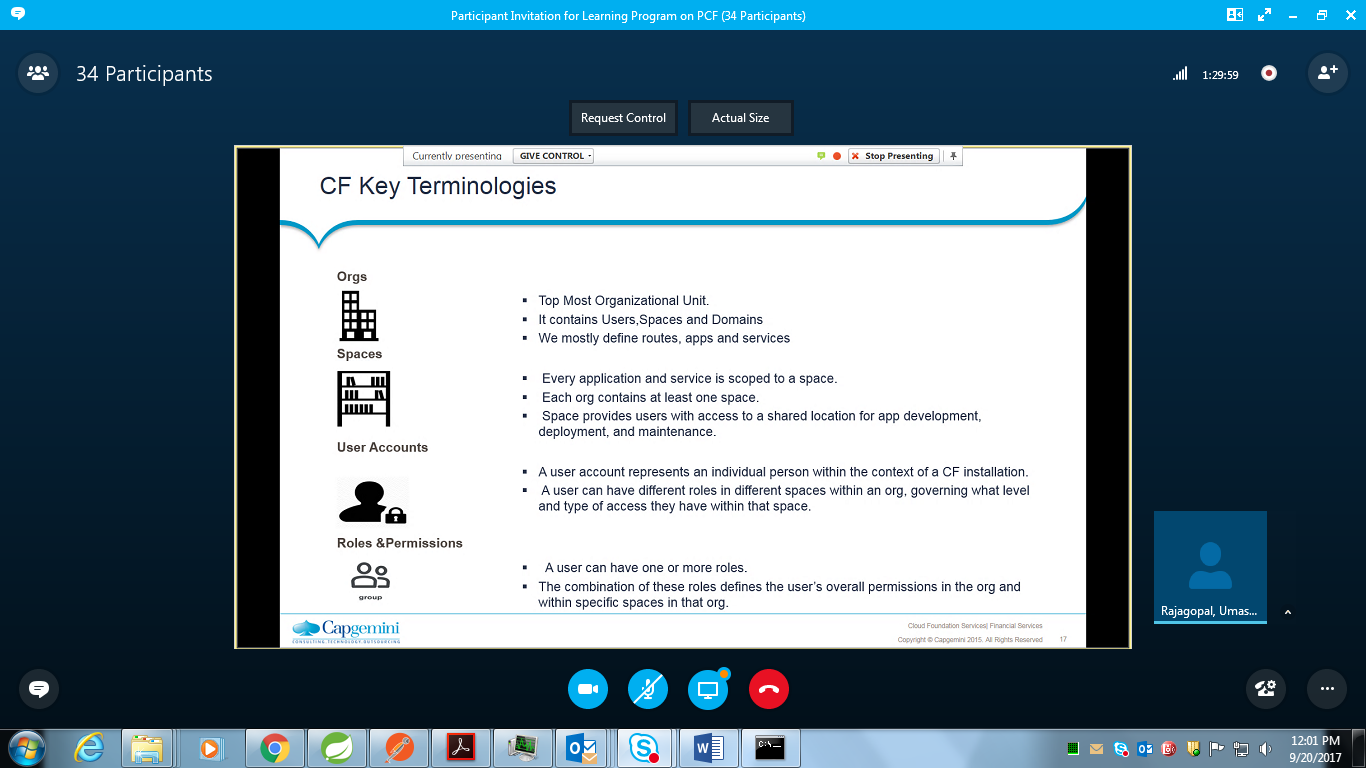 Participant Invitation for Learning Program on PCF (34 Participants)
34 Participants
1:29:59
Request Control
Actual Size
Currently presenting
GIVE CONTROL
Stop Presenting
CF Key Terminologies
Orgs
Top Most Organizational Unit.
It contains Users,Spaces and Domains
We mostly define routes, apps and services
Spaces
Every application and service is scoped to a space.
Each org contains at least one space.
Space provides users with access to a shared location for app development,
deployment, and maintenance.
User Accounts
A user account represents an individual person within the context of a CF installation.
A user can have different roles in different spaces within an org, governing what level
and type of access they have within that space.
Roles &Permissions
group
A user can have one or more roles.
The combination of these roles defines the user's overall permissions in the org and
within specific spaces in that org.
Capgemini
CONSULTING.TECHNOLOGY.OUTSOURCING
Cloud Foundation Services| Financial Services
Copyright © Capgemini 2015. All Rights Reserved
17
Rajagopal, Umas...
12:01 PM
9/20/2017